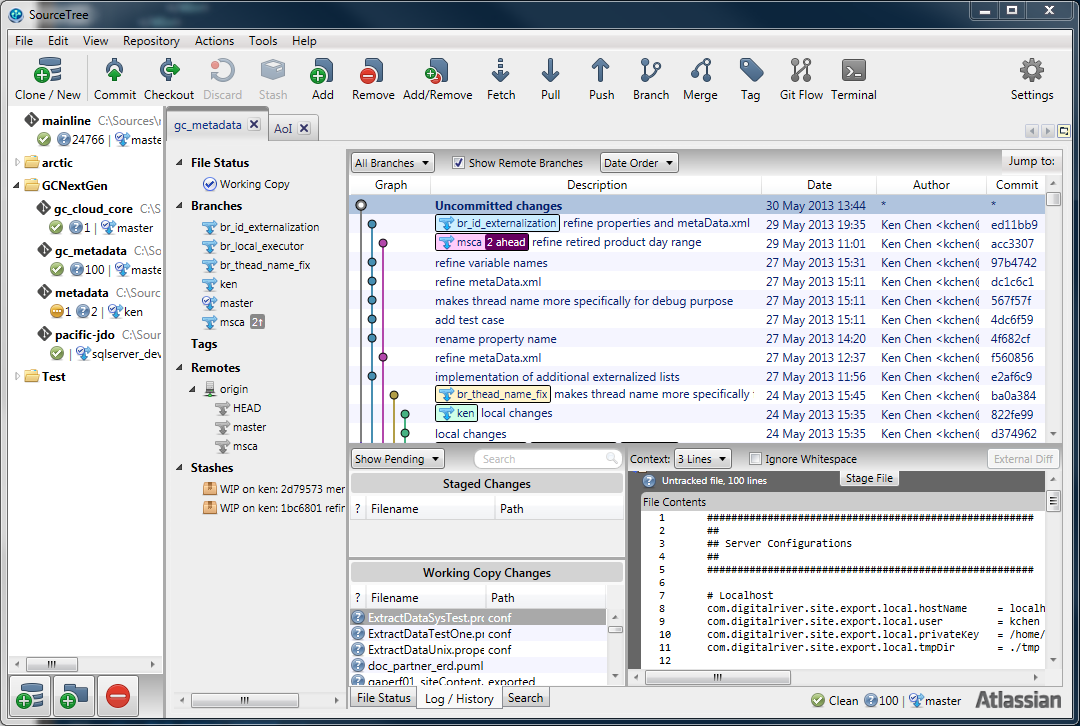 SourceTree
File Edit View Repository Actions Tools Help
Clone / New Commit Checkout Discard Stash Add Remove Add/Remove Fetch Pull Push Branch Merge Tag Git Flow Terminal Settings
mainline C:\Sources\
24766 | maste
arctic
GCNextGen
gc_cloud_core C:\S
1 | master
gc_metadata C:\So
100 | maste
metadata C:\Sourc
1 2 | ken
pacific-jdo C:\Sour
| sqlserver_dev
Test
gc_metadata AoI
File Status
Working Copy
Branches
br_id_externalization
br_local_executor
br_thead_name_fix
ken
master
msca 2↑
Tags
Remotes
origin
HEAD
master
msca
Stashes
WIP on ken: 2d79573 mer
WIP on ken: 1bc6801 refin
All Branches Show Remote Branches Date Order Jump to:
Graph Description Date Author Commit
Uncommitted changes 30 May 2013 13:44 * *
br_id_externalization refine properties and metaData.xml 29 May 2013 19:35 Ken Chen <kchen@ ed11bb9
msca 2 ahead refine retired product day range 29 May 2013 11:01 Ken Chen <kchen@ acc3307
refine variable names 27 May 2013 15:31 Ken Chen <kchen@ 97b4742
refine metaData.xml 27 May 2013 15:11 Ken Chen <kchen@ dc1c6c1
makes thread name more specifically for debug purpose 27 May 2013 15:11 Ken Chen <kchen@ 567f57f
add test case 27 May 2013 15:11 Ken Chen <kchen@ 4dc6f59
rename property name 27 May 2013 14:20 Ken Chen <kchen@ 4f682cf
refine metaData.xml 27 May 2013 12:37 Ken Chen <kchen@ f560856
implementation of additional externalized lists 27 May 2013 11:56 Ken Chen <kchen@ e2af6c9
br_thead_name_fix makes thread name more specifically 24 May 2013 15:45 Ken Chen <kchen@ ba0a384
ken local changes 24 May 2013 15:35 Ken Chen <kchen@ 822fe99
local changes 24 May 2013 15:35 Ken Chen <kchen@ d374962
Show Pending Search
Staged Changes
? Filename Path
Working Copy Changes
? Filename Path
ExtractDataSysTest.pro conf
ExtractDataTestOne.pr conf
ExtractDataUnix.prope conf
doc_partner_erd.puml
gaperf01_siteContent. exported
Context: 3 Lines Ignore Whitespace External Diff
Untracked file, 100 lines Stage File
File Contents
1 #####################################################
2 ##
3 ## Server Configurations
4 ##
5 #####################################################
6
7 # Localhost
8 com.digitalriver.site.export.local.hostName = localh
9 com.digitalriver.site.export.local.user = kchen
10 com.digitalriver.site.export.local.privateKey = /home/
11 com.digitalriver.site.export.local.tmpDir = ./tmp
12
File Status Log / History Search
Clean 100 | master Atlassian